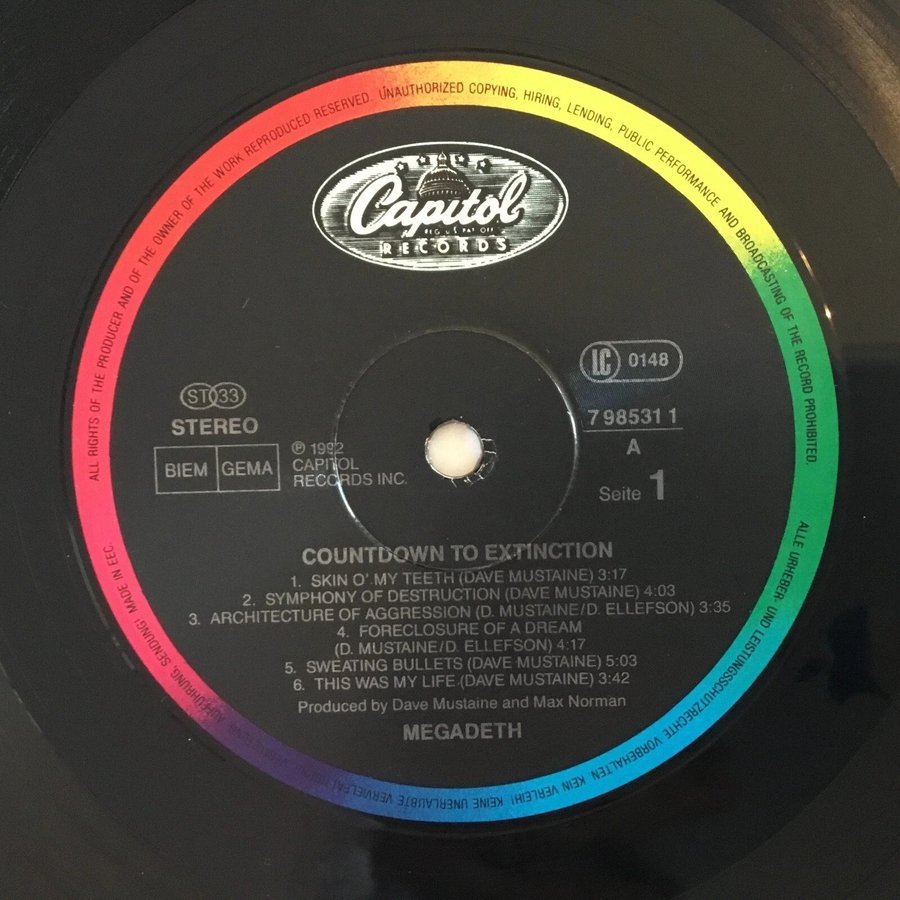 ALL RIGHTS OF THE PRODUCER AND OF THE OWNER OF THE WORK REPRODUCED RESERVED. UNAUTHORIZED COPYING, HIRING, LENDING, PUBLIC PERFORMANCE AND BROADCASTING OF THE RECORD PROHIBITED.
Capitol
REG. U.S. PAT. OFF.
RECORDS
LC 0148
ST 33
STEREO
BIEM GEMA
℗ 1992
CAPITOL
RECORDS INC.
7 98531 1
A
Seite 1
COUNTDOWN TO EXTINCTION
1. SKIN O' MY TEETH (DAVE MUSTAINE) 3:17
2. SYMPHONY OF DESTRUCTION (DAVE MUSTAINE) 4:03
3. ARCHITECTURE OF AGGRESSION (D. MUSTAINE/D. ELLEFSON) 3:35
4. FORECLOSURE OF A DREAM
(D. MUSTAINE/D. ELLEFSON) 4:17
5. SWEATING BULLETS (DAVE MUSTAINE) 5:03
6. THIS WAS MY LIFE (DAVE MUSTAINE) 3:42
Produced by Dave Mustaine and Max Norman
MEGADETH
ALLE URHEBER- UND LEISTUNGSSCHUTZRECHTE VORBEHALTEN. KEIN VERLEIH! KEINE UNERLAUBTE VERVIELFÄLTIGUNG, AUFFÜHRUNG, SENDUNG! MADE IN EEC.